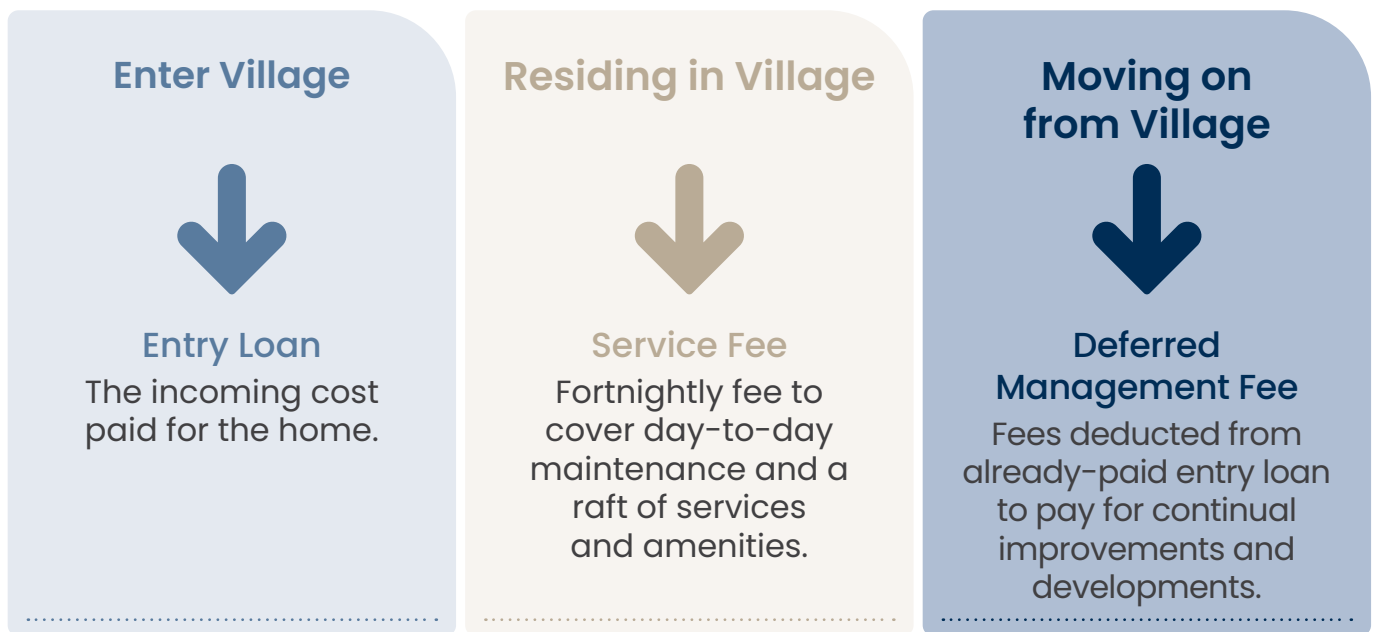 Enter Village
Entry Loan
The incoming cost
paid for the home.
Residing in Village
Service Fee
Fortnightly fee to
cover day-to-day
maintenance and a
raft of services
and amenities.
Moving on
from Village
Deferred
Management Fee
Fees deducted from
already-paid entry loan
to pay for continual
improvements and
developments.